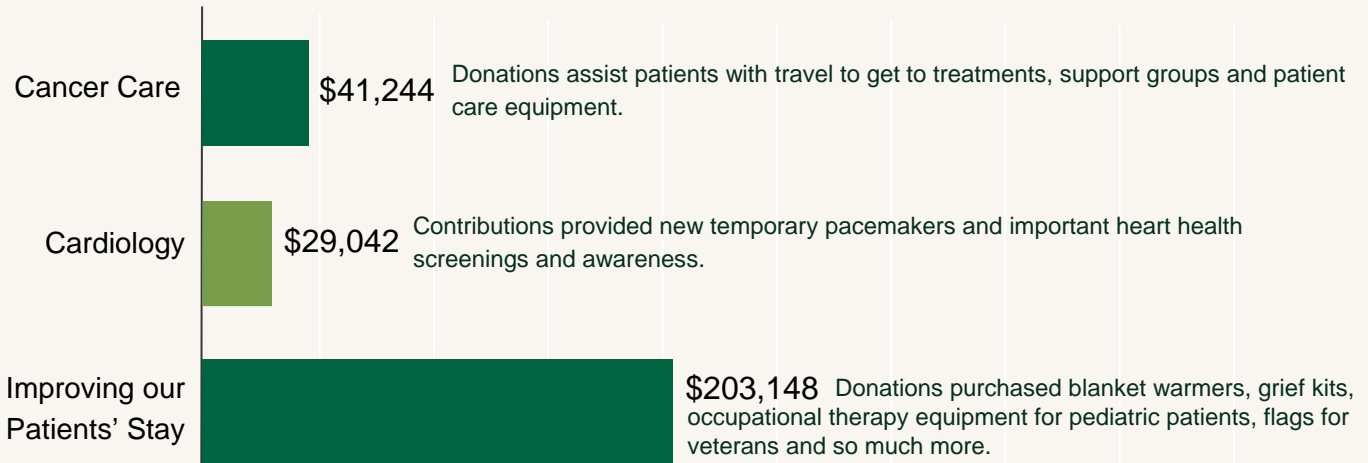 Cancer Care
$41,244
Donations assist patients with travel to get to treatments, support groups and patient
care equipment.
Cardiology
$29,042
Contributions provided new temporary pacemakers and important heart health
screenings and awareness.
Improving our
Patients’ Stay
$203,148 Donations purchased blanket warmers, grief kits,
occupational therapy equipment for pediatric patients, flags for
veterans and so much more.